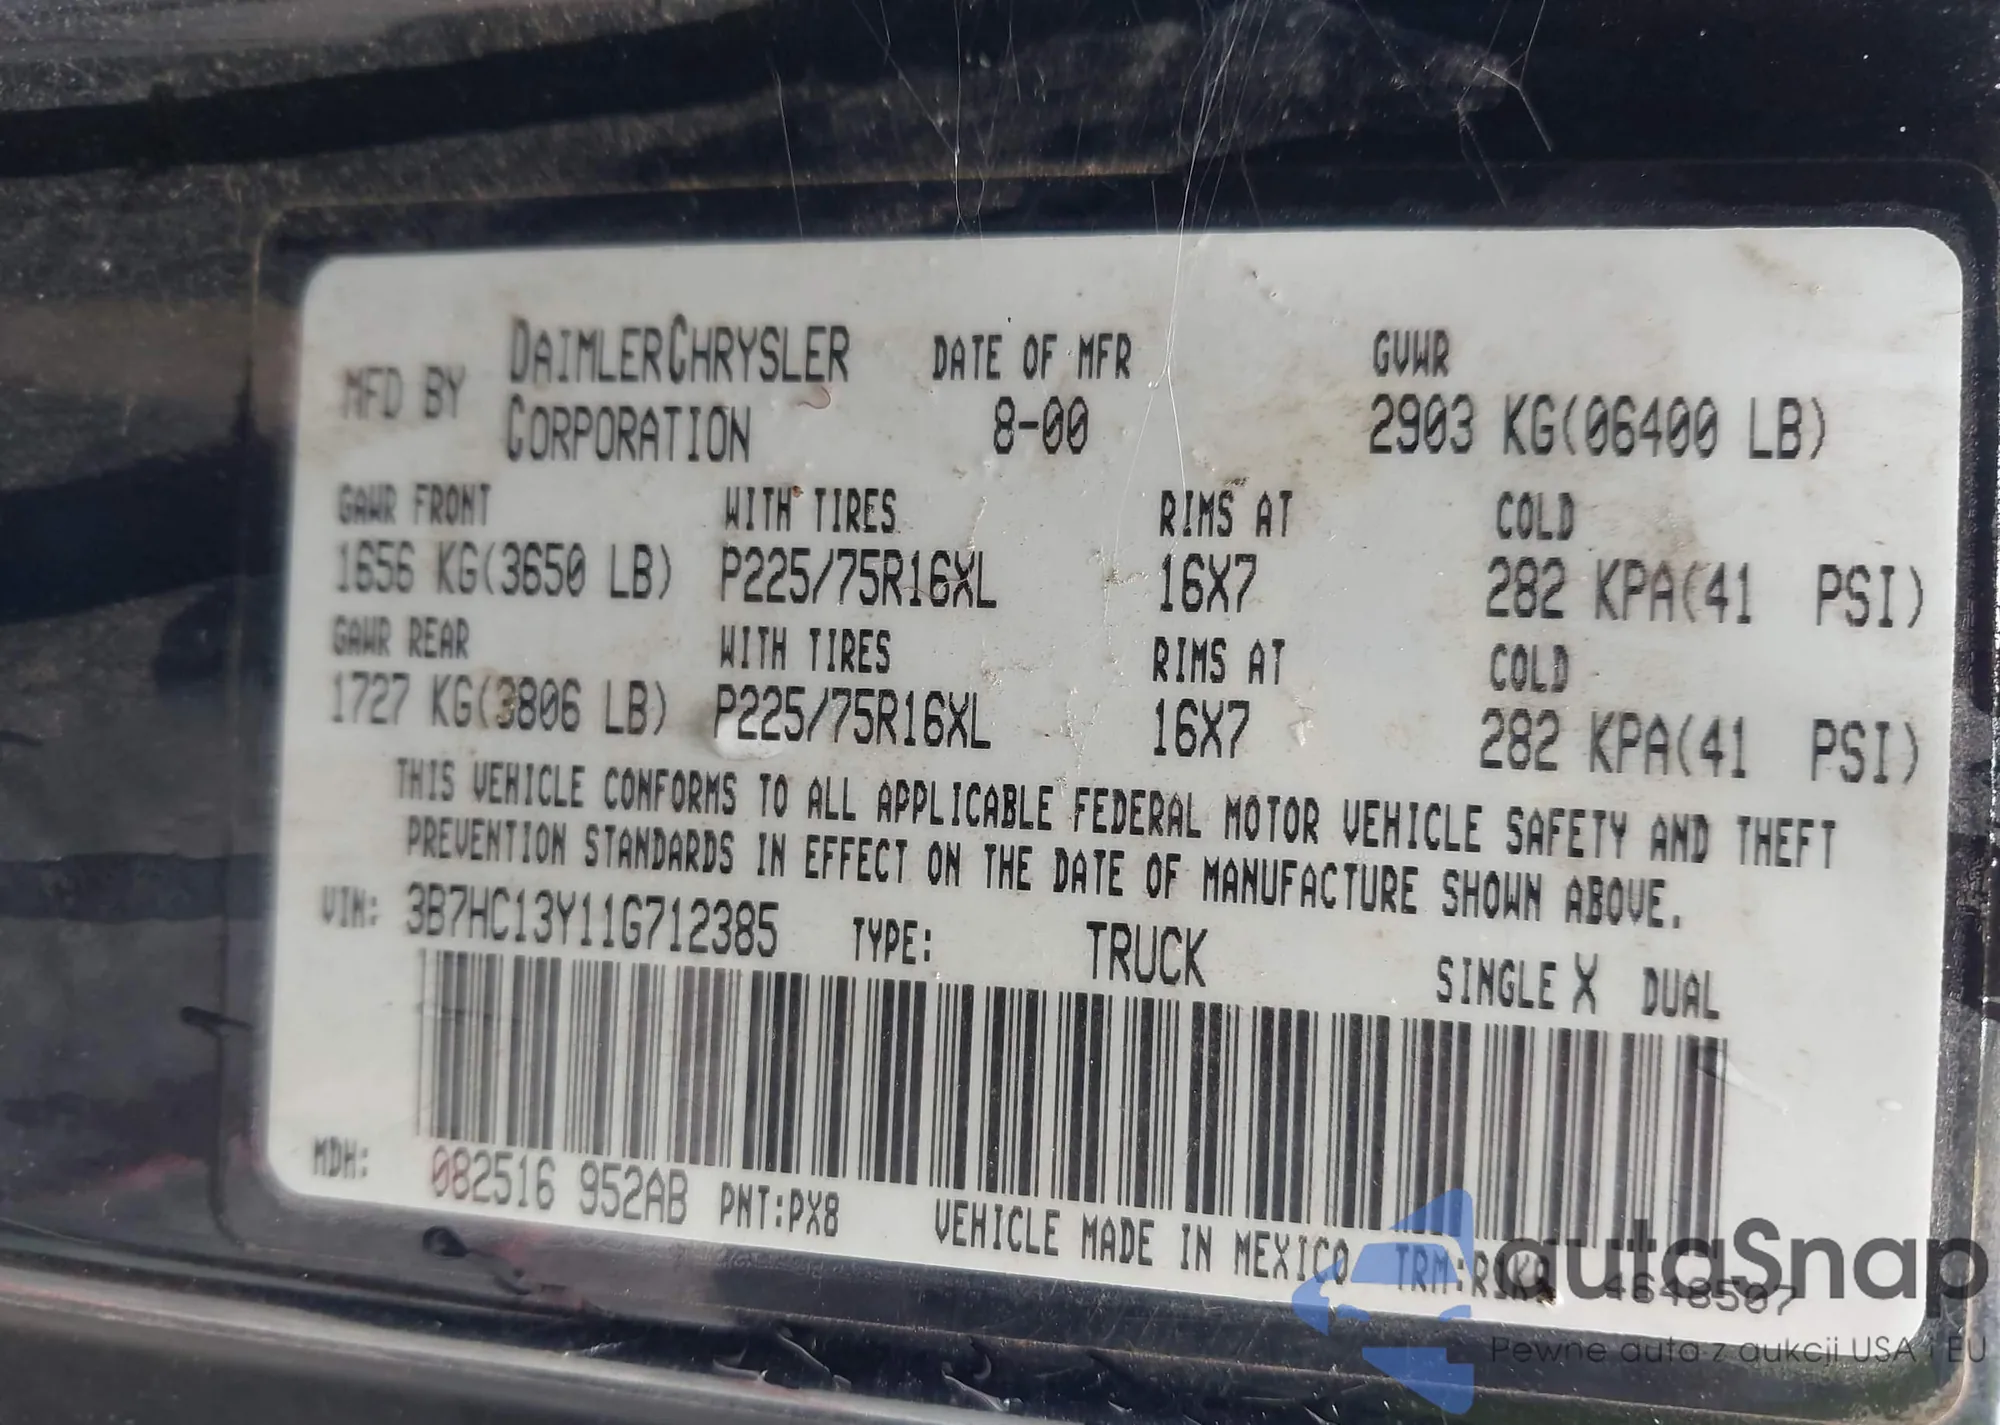 MFD BY DAIMLERCHRYSLER CORPORATION DATE OF MFR 8-00 GVWR 2903 KG(06400 LB)
GAWR FRONT WITH TIRES RIMS AT COLD
1656 KG(3650 LB) P225/75R16XL 16X7 282 KPA(41 PSI)
GAWR REAR WITH TIRES RIMS AT COLD
1727 KG(3806 LB) P225/75R16XL 16X7 282 KPA(41 PSI)
THIS VEHICLE CONFORMS TO ALL APPLICABLE FEDERAL MOTOR VEHICLE SAFETY AND THEFT
PREVENTION STANDARDS IN EFFECT ON THE DATE OF MANUFACTURE SHOWN ABOVE.
VIN: 3B7HC13Y11G712385 TYPE: TRUCK SINGLE X DUAL
MDH: 082516 952AB PNT:PX8 VEHICLE MADE IN MEXICO TRM: 4648507
autaSnap
Pewne auta z aukcji USA i EU